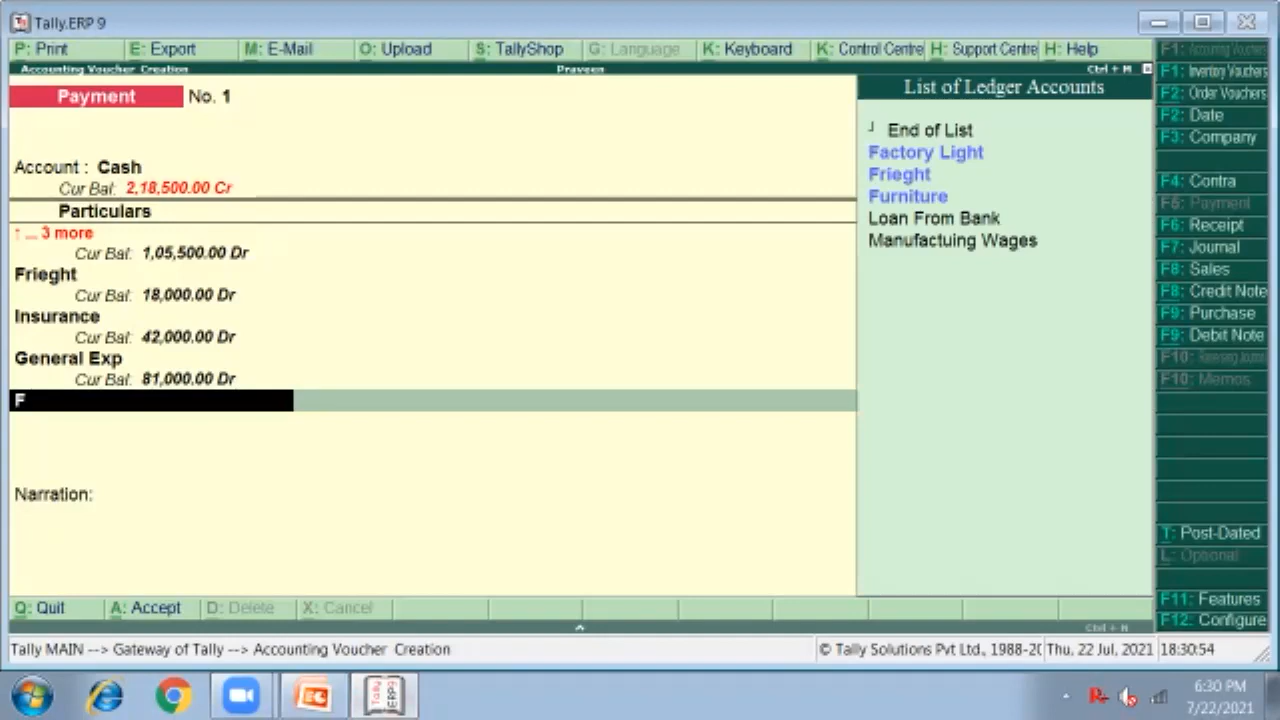 Tally.ERP 9
P: Print E: Export M: E-Mail O: Upload S: TallyShop G: Language K: Keyboard K: Control Centre H: Support Centre H: Help
Accounting Voucher Creation Praveen Ctrl + M
Payment No. 1
Account : Cash
Cur Bal: 2,18,500.00 Cr
Particulars
↑ ... 3 more
Cur Bal: 1,05,500.00 Dr
Frieght
Cur Bal: 18,000.00 Dr
Insurance
Cur Bal: 42,000.00 Dr
General Exp
Cur Bal: 81,000.00 Dr
F
Narration:
List of Ledger Accounts
┘ End of List
Factory Light
Frieght
Furniture
Loan From Bank
Manufactuing Wages
F1: Accounting Vouchers
F1: Inventory Vouchers
F2: Order Vouchers
F2: Date
F3: Company
F4: Contra
F5: Payment
F6: Receipt
F7: Journal
F8: Sales
F8: Credit Note
F9: Purchase
F9: Debit Note
F10:
F10: Memos
T: Post-Dated
L: Optional
F11: Features
F12: Configure
Q: Quit A: Accept D: Delete X: Cancel
Ctrl + N
Tally MAIN --> Gateway of Tally --> Accounting Voucher Creation © Tally Solutions Pvt Ltd., 1988-20 Thu, 22 Jul, 2021 18:30:54
Tally ERP9
6:30 PM
7/22/2021